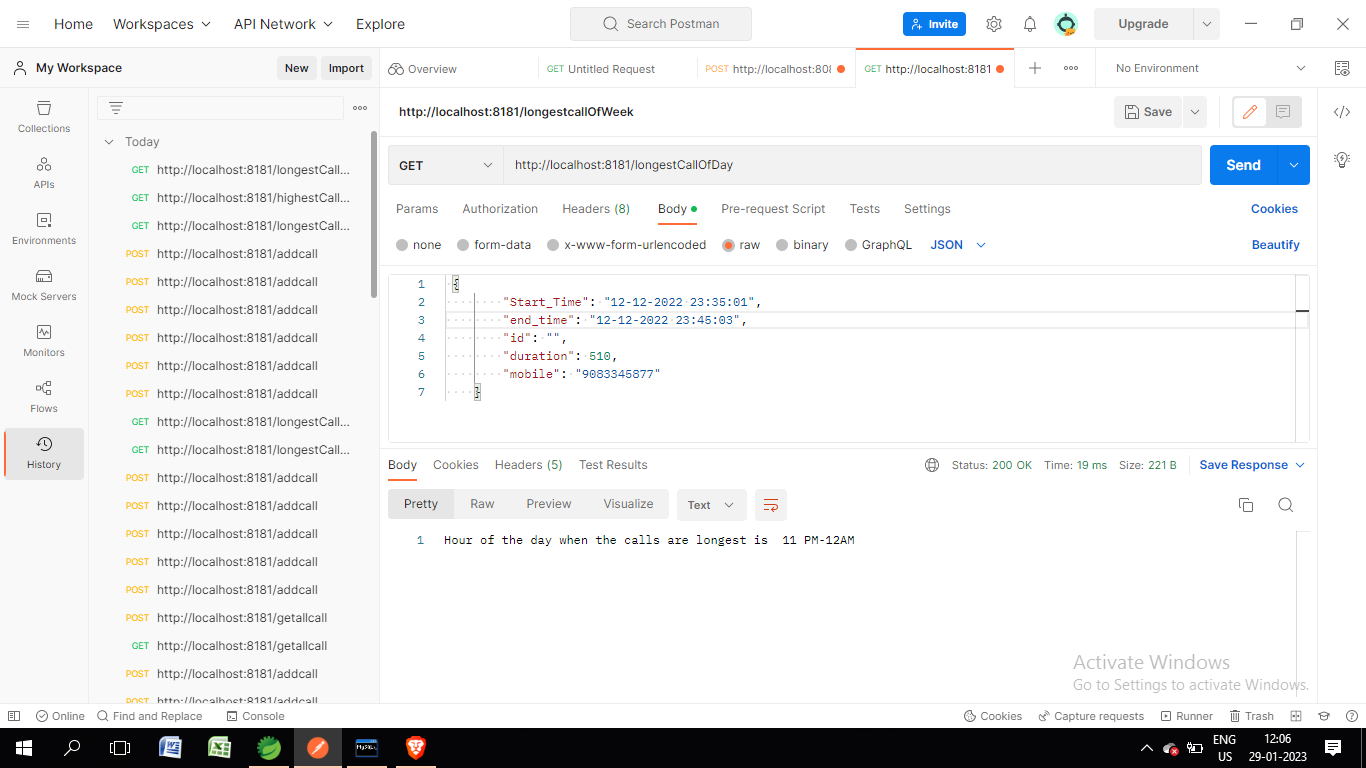 Home Workspaces API Network Explore Search Postman Invite Upgrade
My Workspace New Import Overview GET Untitled Request POST http://localhost:808 GET http://localhost:8181 No Environment
Collections
APIs
Environments
Mock Servers
Monitors
Flows
History
Today
GET http://localhost:8181/longestCall...
GET http://localhost:8181/highestCall...
GET http://localhost:8181/longestCall...
POST http://localhost:8181/addcall
POST http://localhost:8181/addcall
POST http://localhost:8181/addcall
POST http://localhost:8181/addcall
POST http://localhost:8181/addcall
POST http://localhost:8181/addcall
GET http://localhost:8181/longestCall...
GET http://localhost:8181/longestCall...
POST http://localhost:8181/addcall
POST http://localhost:8181/addcall
POST http://localhost:8181/addcall
POST http://localhost:8181/addcall
POST http://localhost:8181/addcall
POST http://localhost:8181/getallcall
GET http://localhost:8181/getallcall
POST http://localhost:8181/addcall
POST http://localhost:8181/addcall
http://localhost:8181/longestcallOfWeek Save
GET http://localhost:8181/longestCallOfDay Send
Params Authorization Headers (8) Body Pre-request Script Tests Settings Cookies
none form-data x-www-form-urlencoded raw binary GraphQL JSON Beautify
1 {
2 "Start_Time": "12-12-2022 23:35:01",
3 "end_time": "12-12-2022 23:45:03",
4 "id": "",
5 "duration": 510,
6 "mobile": "9083345877"
7 }
Body Cookies Headers (5) Test Results Status: 200 OK Time: 19 ms Size: 221 B Save Response
Pretty Raw Preview Visualize Text
1 Hour of the day when the calls are longest is  11 PM-12AM
Activate Windows
Go to Settings to activate Windows.
Online Find and Replace Console Cookies Capture requests Runner Trash
MySQL
ENG
US
12:06
29-01-2023